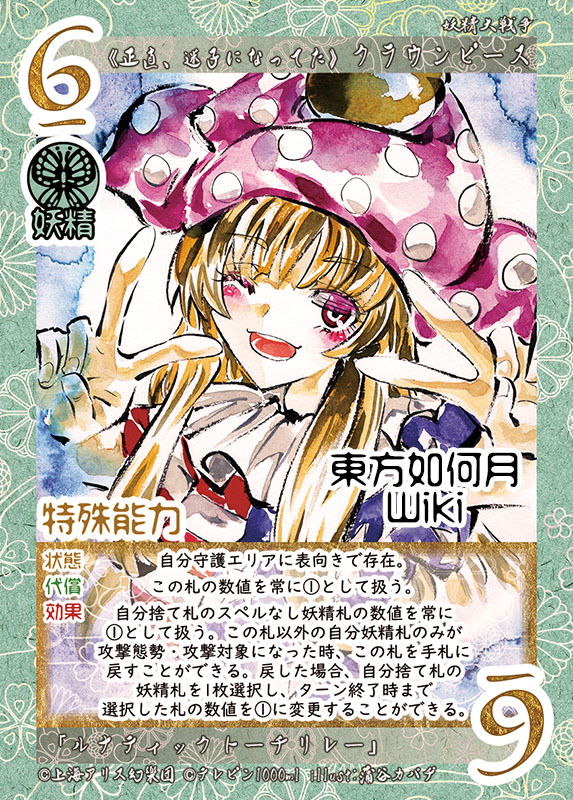 6
妖精大戦争
《正直、迷子になってた》クラウンピース
妖精
東方如何月
Wiki
特殊能力
状態 自分守護エリアに表向きで存在。
代償 この札の数値を常に①として扱う。
効果 自分捨て札のスペルなし妖精札の数値を常に
①として扱う。この札以外の自分妖精札のみが
攻撃態勢・攻撃対象になった時、この札を手札に
戻すことができる。戻した場合、自分捨て札の
妖精札を1枚選択し、ターン終了時まで
選択した札の数値を①に変更することができる。
6
「ルナティックトーチリレー」
©上海アリス幻樂団 ©テレピン1000ml illust:蒲谷カバヂ